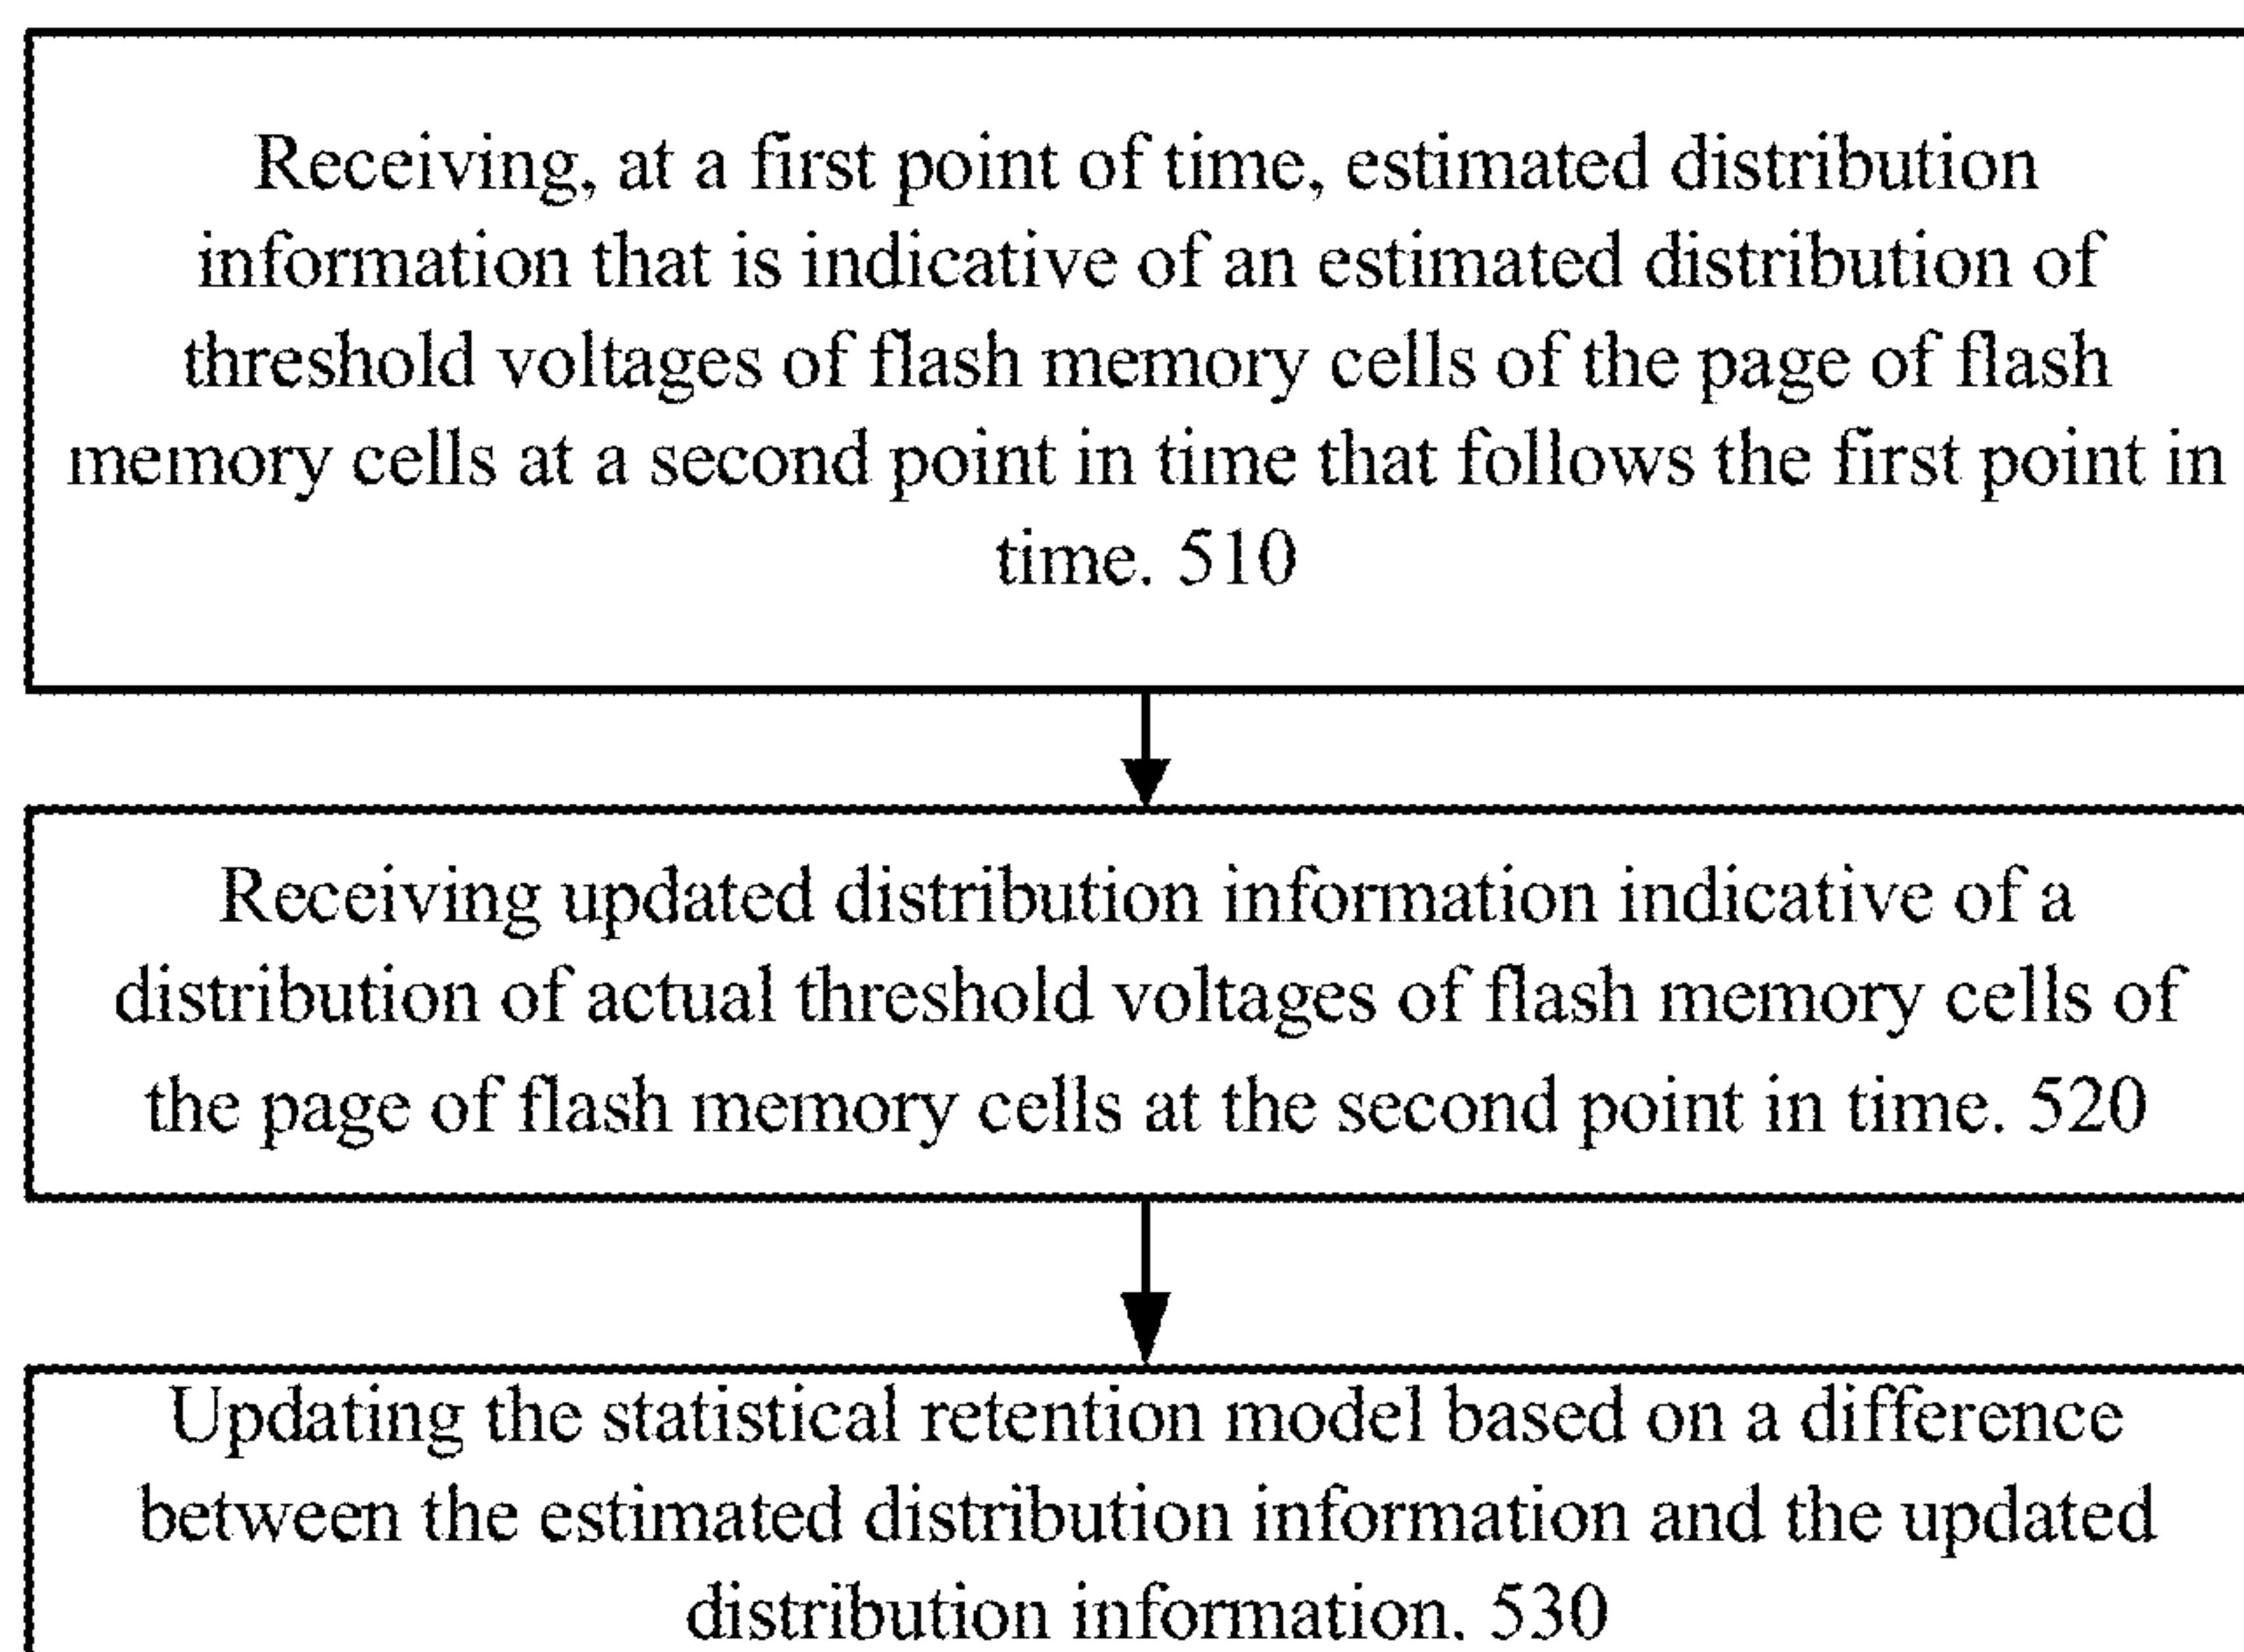 Receiving, at a first point of time, estimated distribution
information that is indicative of an estimated distribution of
threshold voltages of flash memory cells of the page of flash
memory cells at a second point in time that follows the first point in
time. 510
Receiving updated distribution information indicative of a
distribution of actual threshold voltages of flash memory cells of
the page of flash memory cells at the second point in time. 520
Updating the statistical retention model based on a difference
between the estimated distribution information and the updated
distribution information. 530